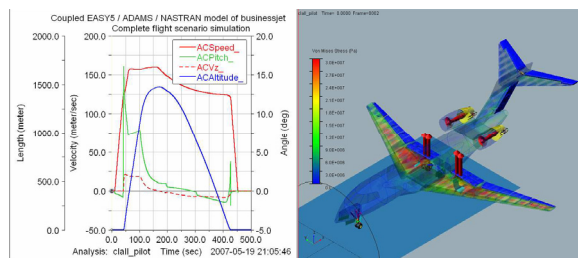 Coupled EASY5 / ADAMS / NASTRAN model of businessjet
Complete flight scenario simulation
2000.0 200.0 20.0
ACSpeed_
ACPitch_
ACVz_
ACAltitude_
1500.0 150.0 15.0
1000.0 100.0 10.0
500.0 50.0 5.0
0.0 0.0 0.0
-50.0 -5.0
Length (meter)
Velocity (meter/sec)
Angle (deg)
0.0 100.0 200.0 300.0 400.0 500.0
Analysis: clall_pilot Time (sec) 2007-05-19 21:05:46
clall_pilot Time= 0.0000 Frame=0002
Von Mises Stress (Pa)